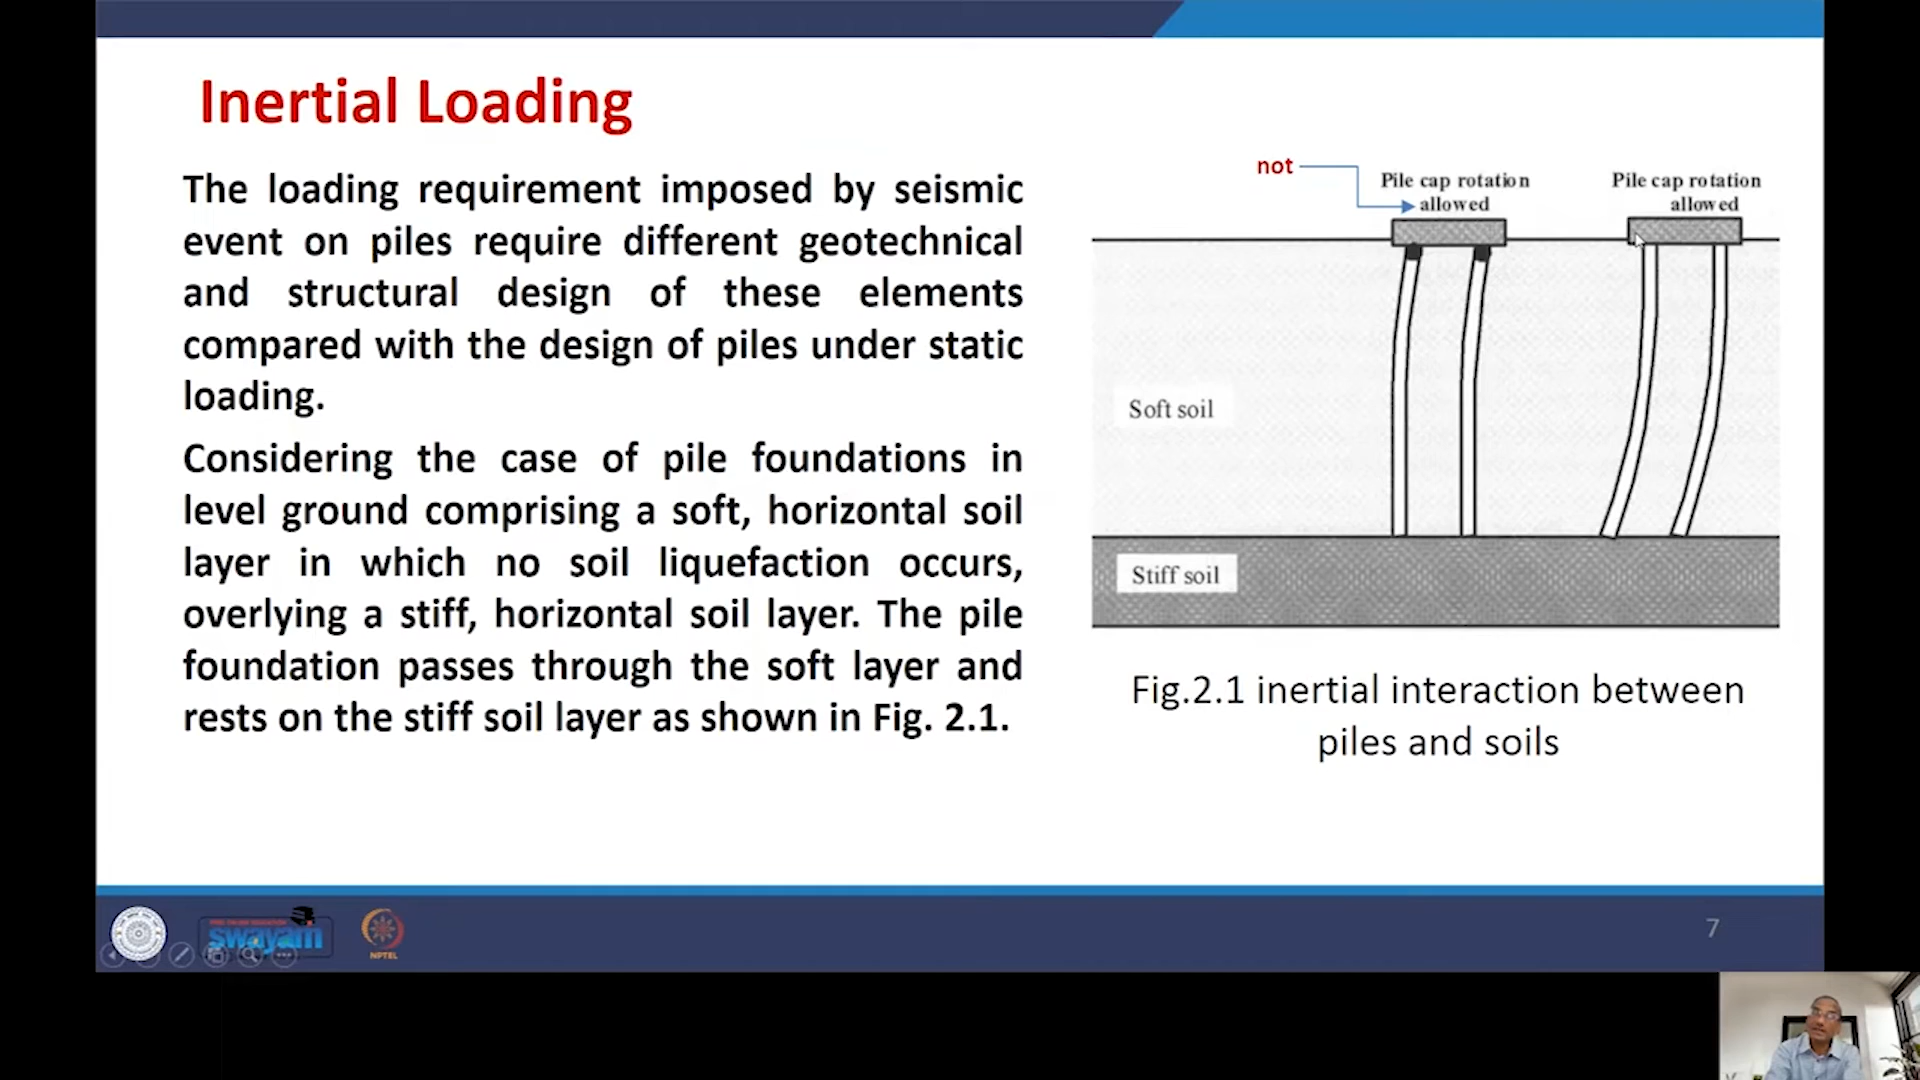 Inertial Loading
The loading requirement imposed by seismic
event on piles require different geotechnical
and structural design of these elements
compared with the design of piles under static
loading.
Considering the case of pile foundations in
level ground comprising a soft, horizontal soil
layer in which no soil liquefaction occurs,
overlying a stiff, horizontal soil layer. The pile
foundation passes through the soft layer and
rests on the stiff soil layer as shown in Fig. 2.1.
not
Pile cap rotation
allowed
Pile cap rotation
allowed
Soft soil
Stiff soil
Fig.2.1 inertial interaction between
piles and soils
swayam
NPTEL
7